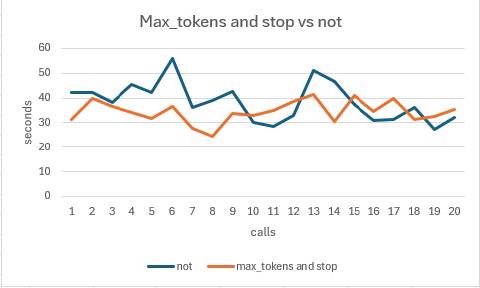 Max_tokens and stop vs not
60
50
40
30
20
10
0
seconds
1 2 3 4 5 6 7 8 9 10 11 12 13 14 15 16 17 18 19 20
calls
not max_tokens and stop